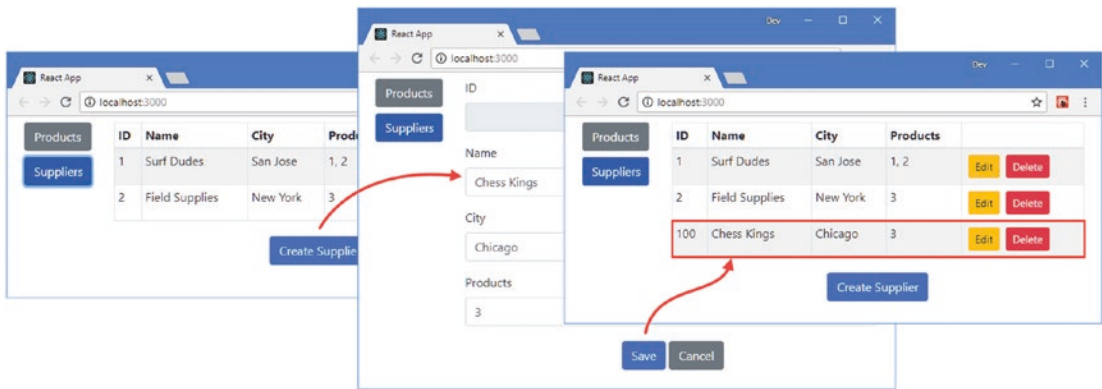 React App
localhost:3000
Products
Suppliers
ID Name City
1 Surf Dudes San Jose 1, 2
2 Field Supplies New York 3
Dev
React App
localhost:3000
Products
Suppliers
ID
Name
Chess Kings
City
Chicago
Products
3
Save Cancel
Dev
React App
localhost:3000
Products
Suppliers
ID Name City Products
1 Surf Dudes San Jose 1, 2 Edit Delete
2 Field Supplies New York 3 Edit Delete
100 Chess Kings Chicago 3 Edit Delete
Create Supplier